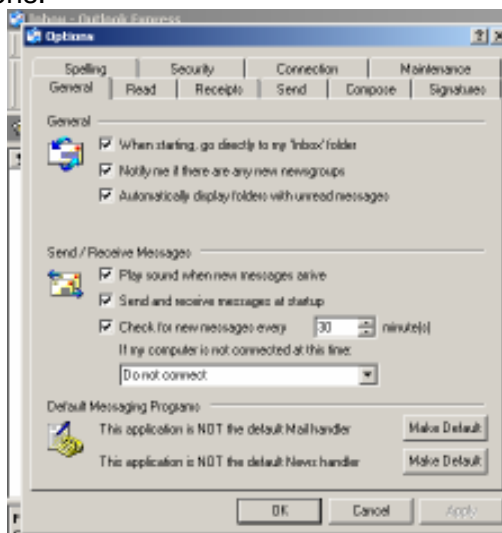 Inbox - Outlook Express
Options
Spelling Security Connection Maintenance
General Read Receipts Send Compose Signatures
General
When starting, go directly to my 'Inbox' folder
Notify me if there are any new newsgroups
Automatically display folders with unread messages
Send / Receive Messages
Play sound when new messages arrive
Send and receive messages at startup
Check for new messages every 30 minute(s)
If my computer is not connected at this time:
Do not connect
Default Messaging Programs
This application is NOT the default Mail handler Make Default
This application is NOT the default News handler Make Default
OK Cancel Apply